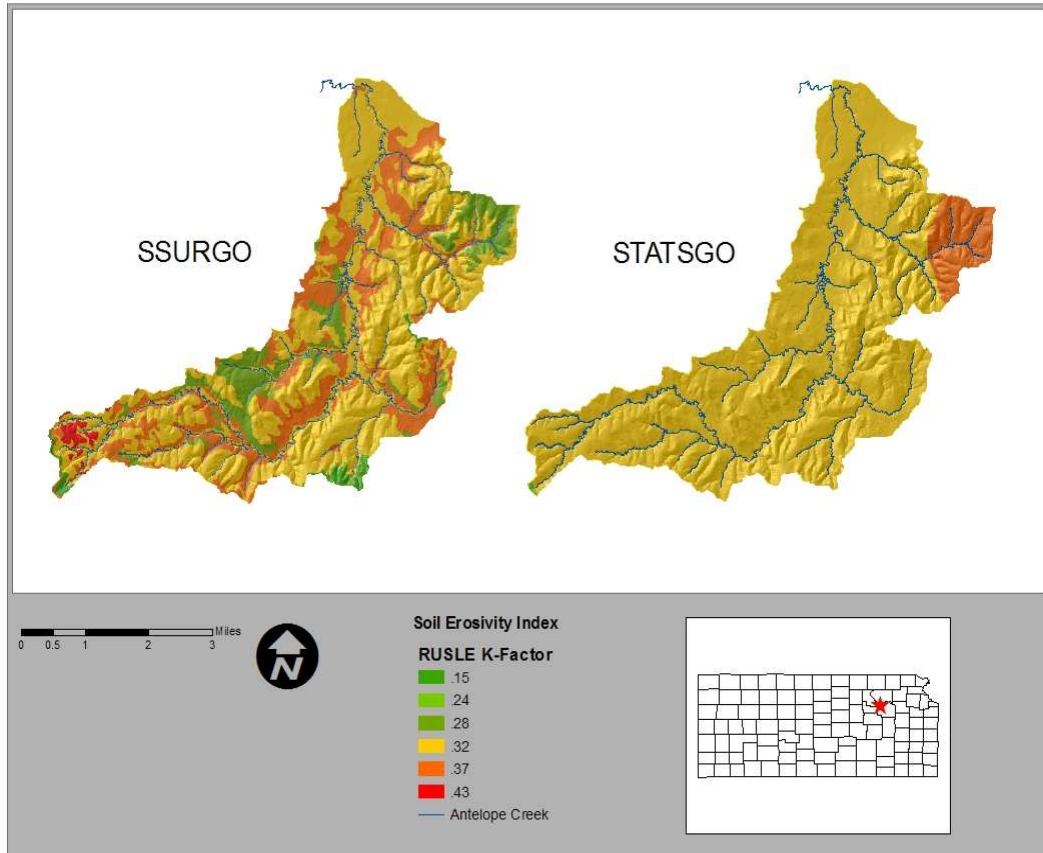 SSURGO
STATSGO
Miles
0 0.5 1 2 3
N
Soil Erosivity Index
RUSLE K-Factor
.15
.24
.28
.32
.37
.43
Antelope Creek